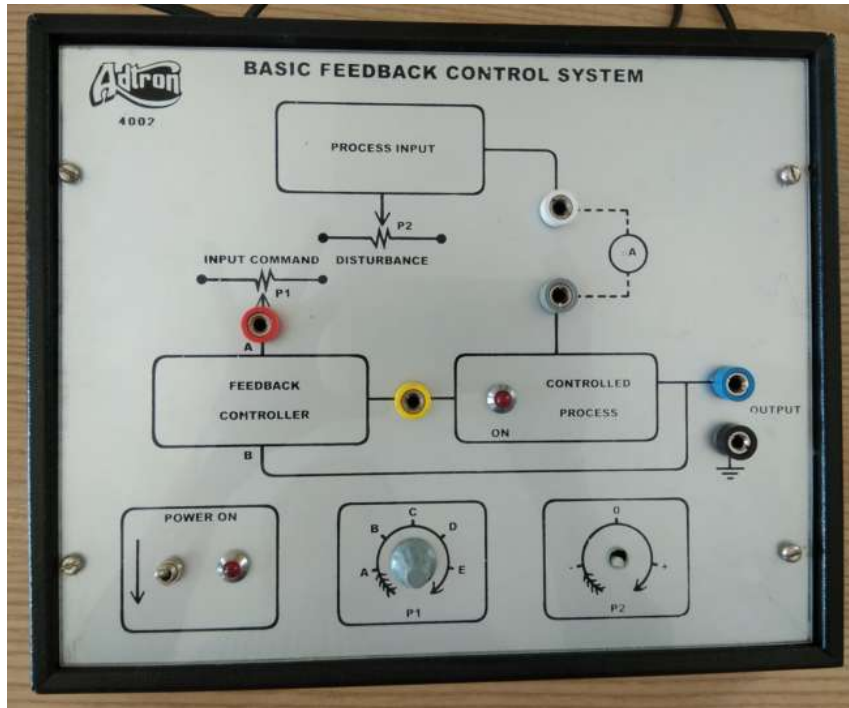 Adtron
4002
BASIC FEEDBACK CONTROL SYSTEM
PROCESS INPUT
P2
INPUT COMMAND
DISTURBANCE
P1
A
A
FEEDBACK
CONTROLLER
B
CONTROLLED
PROCESS
ON
OUTPUT
POWER ON
A
B
C
D
E
P1
-
0
+
P2